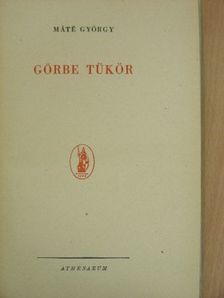 MÁTÉ GYÖRGY
GÖRBE TÜKÖR
ATHENAEUM